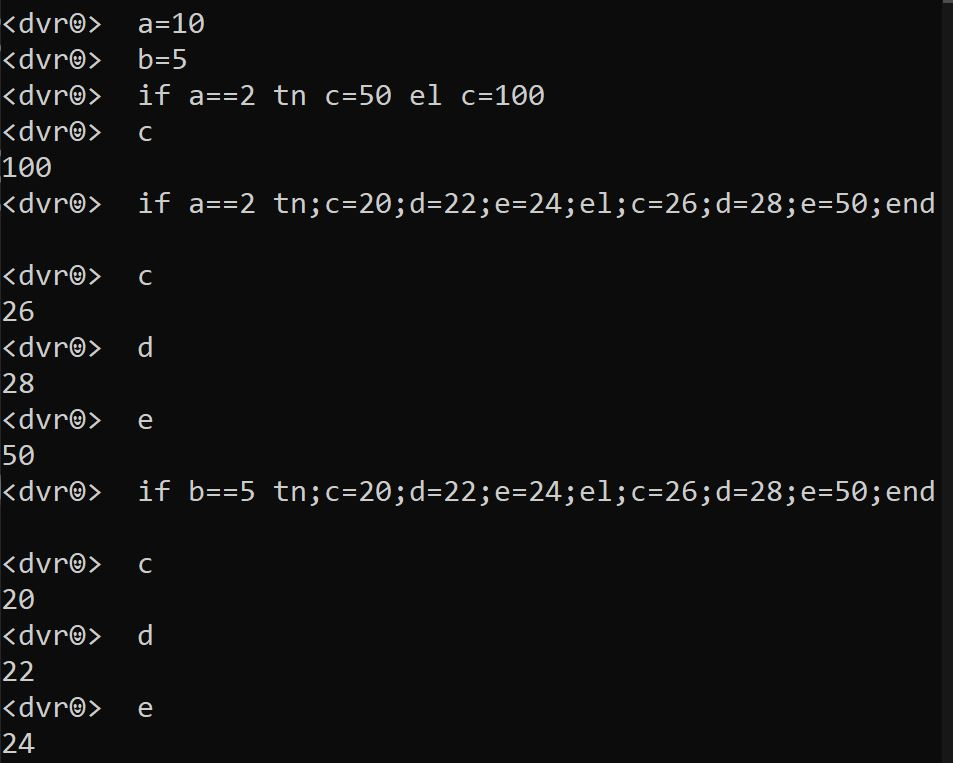 <dvr☺>  a=10
<dvr☺>  b=5
<dvr☺>  if a==2 tn c=50 el c=100
<dvr☺>  c
100
<dvr☺>  if a==2 tn;c=20;d=22;e=24;el;c=26;d=28;e=50;end
<dvr☺>  c
26
<dvr☺>  d
28
<dvr☺>  e
50
<dvr☺>  if b==5 tn;c=20;d=22;e=24;el;c=26;d=28;e=50;end
<dvr☺>  c
20
<dvr☺>  d
22
<dvr☺>  e
24